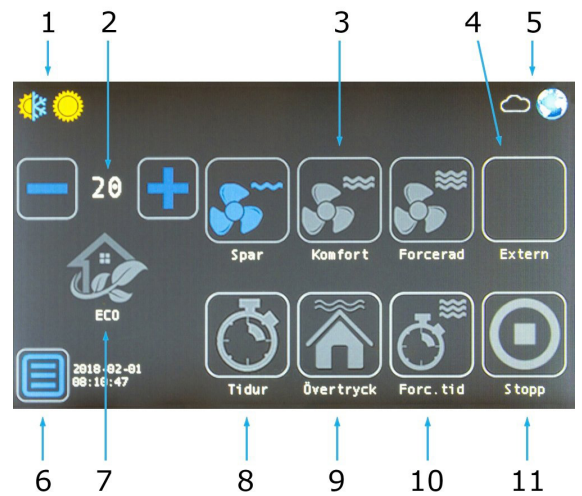 1 2 3 4 5
20
Spar Komfort Forcerad Extern
ECO
2018-02-01
08:10:47
Tidur Övertryck Forc.tid Stopp
6 7 8 9 10 11